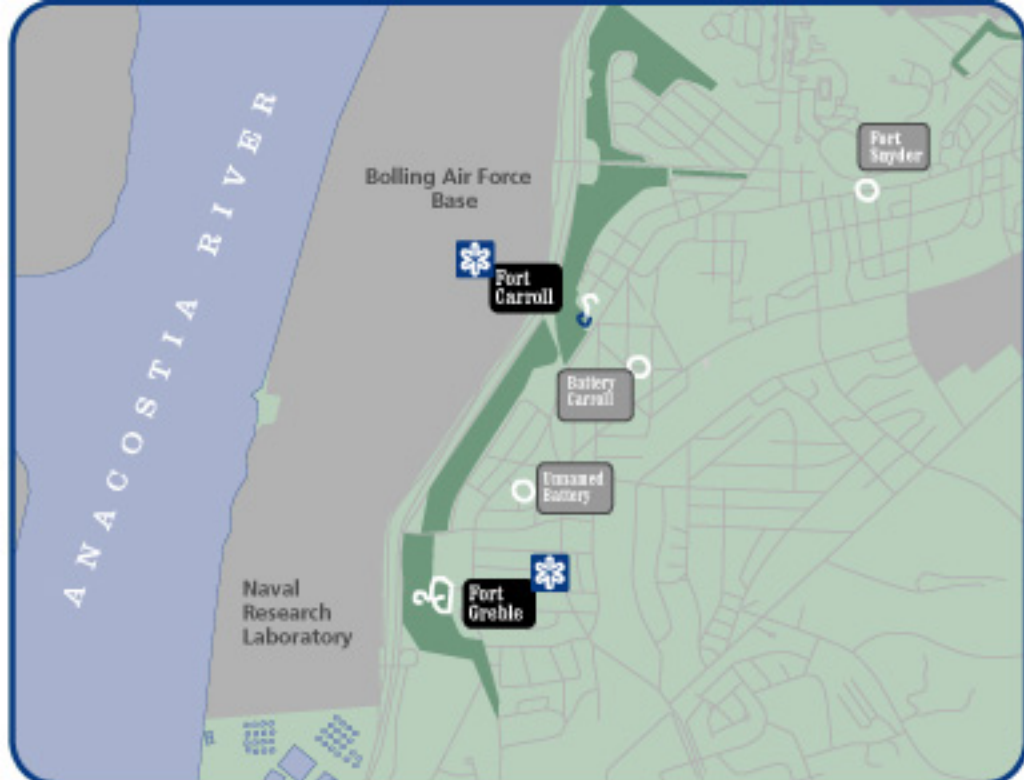 ANACOSTIA RIVER
Bolling Air Force
Base
Fort
Snyder
Fort
Carroll
Battery
Carroll
Unnamed
Battery
Fort
Greble
Naval
Research
Laboratory